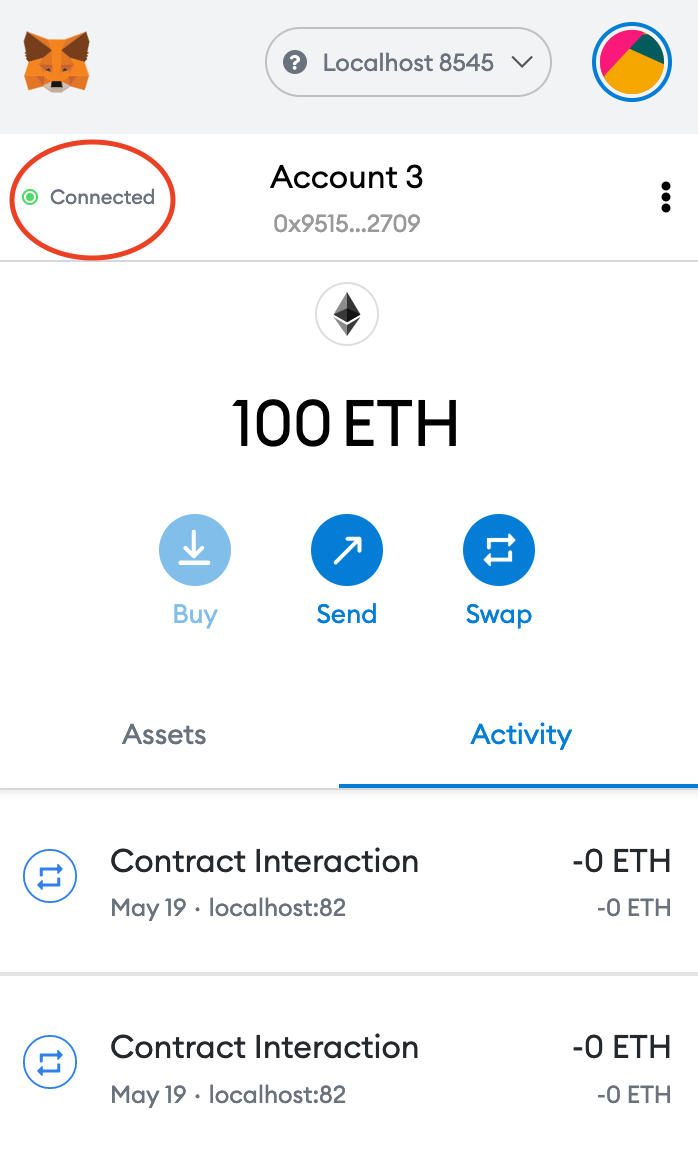 Localhost 8545
Connected
Account 3
0x9515...2709
100 ETH
Buy
Send
Swap
Assets
Activity
Contract Interaction -0 ETH
May 19 · localhost:82 -0 ETH
Contract Interaction -0 ETH
May 19 · localhost:82 -0 ETH